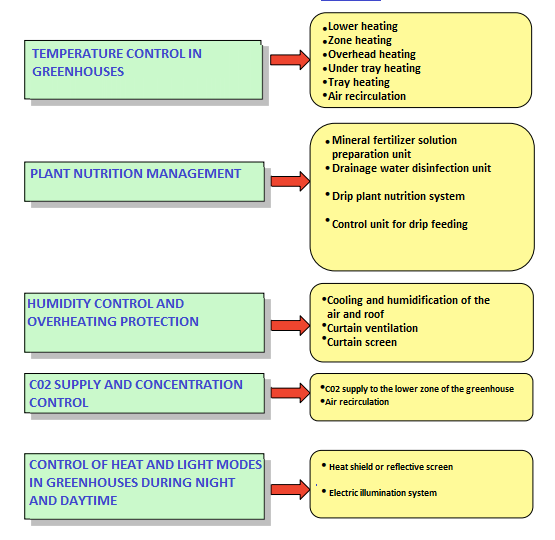 TEMPERATURE CONTROL IN
GREENHOUSES
•Lower heating
•Zone heating
•Overhead heating
•Under tray heating
•Tray heating
•Air recirculation
PLANT NUTRITION MANAGEMENT
• Mineral fertilizer solution
preparation unit
• Drainage water disinfection unit
• Drip plant nutrition system
• Control unit for drip feeding
HUMIDITY CONTROL AND
OVERHEATING PROTECTION
•Cooling and humidification of the
air and roof
•Curtain ventilation
•Curtain screen
C02 SUPPLY AND CONCENTRATION
CONTROL
•C02 supply to the lower zone of the greenhouse
•Air recirculation
CONTROL OF HEAT AND LIGHT MODES
IN GREENHOUSES DURING NIGHT
AND DAYTIME
• Heat shield or reflective screen
• Electric illumination system